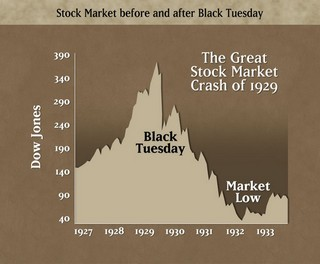 Stock Market before and after Black Tuesday
The Great
Stock Market
Crash of 1929
Dow Jones
390
340
290
240
190
140
90
40
Black
Tuesday
Market
Low
1927 1928 1929 1930 1931 1932 1933